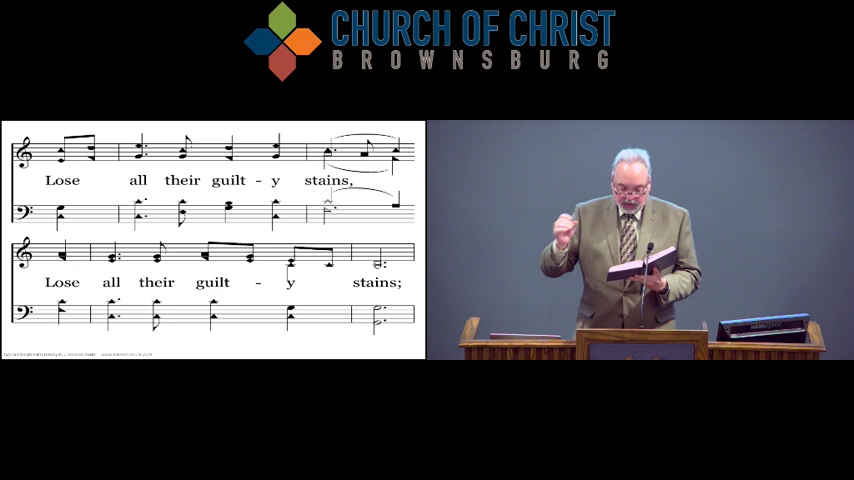 CHURCH OF CHRIST
BROWNSBURG
Lose all their guilt - y stains,
Lose all their guilt - y stains;